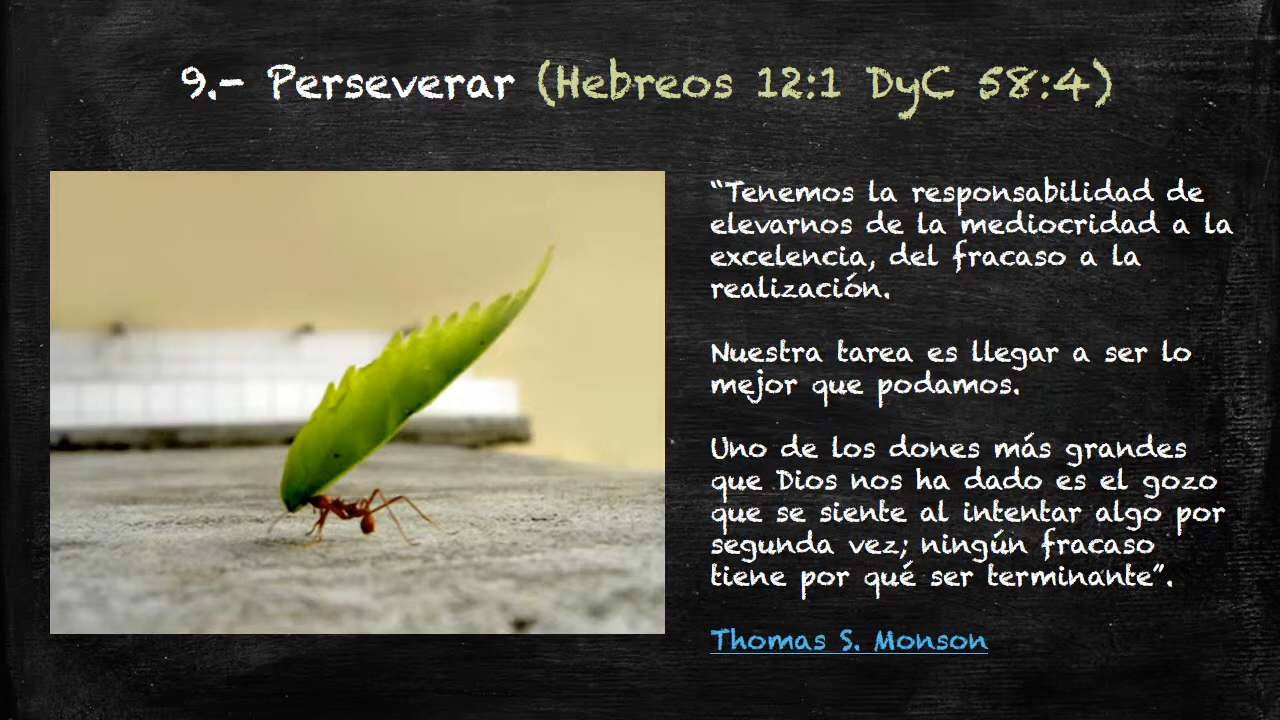 9.- Perseverar (Hebreos 12:1 DyC 58:4)
“Tenemos la responsabilidad de
elevarnos de la mediocridad a la
excelencia, del fracaso a la
realización.
Nuestra tarea es llegar a ser lo
mejor que podamos.
Uno de los dones más grandes
que Dios nos ha dado es el gozo
que se siente al intentar algo por
segunda vez; ningún fracaso
tiene por qué ser terminante”.
Thomas S. Monson